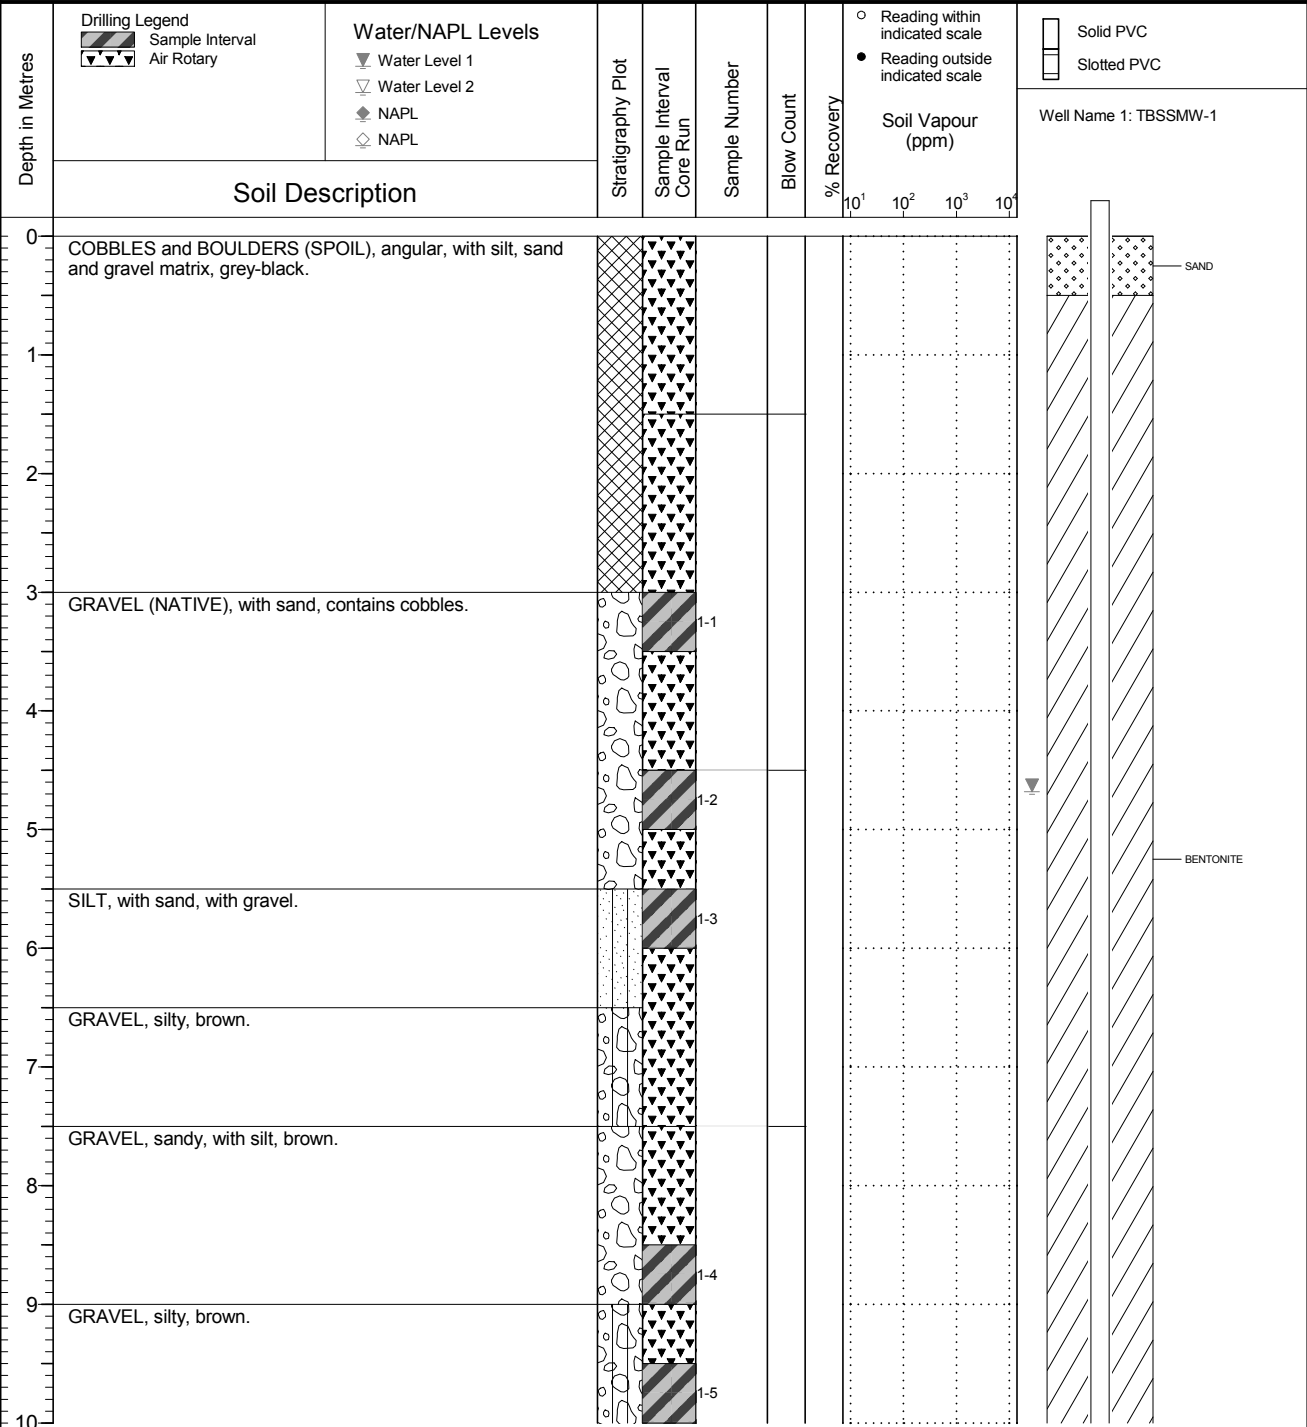 Depth in Metres
Drilling Legend
Sample Interval
Air Rotary
Water/NAPL Levels
Water Level 1
Water Level 2
NAPL
NAPL
Soil Description
Stratigraphy Plot
Sample Interval
Core Run
Sample Number
Blow Count
% Recovery
Reading within
indicated scale
Reading outside
indicated scale
Soil Vapour
(ppm)
10¹ 10² 10³ 10⁴
Solid PVC
Slotted PVC
Well Name 1: TBSSMW-1
0
COBBLES and BOULDERS (SPOIL), angular, with silt, sand
and gravel matrix, grey-black.
SAND
1
2
3
GRAVEL (NATIVE), with sand, contains cobbles.
1-1
4
1-2
5
BENTONITE
SILT, with sand, with gravel.
1-3
6
GRAVEL, silty, brown.
7
GRAVEL, sandy, with silt, brown.
8
1-4
9
GRAVEL, silty, brown.
1-5
10